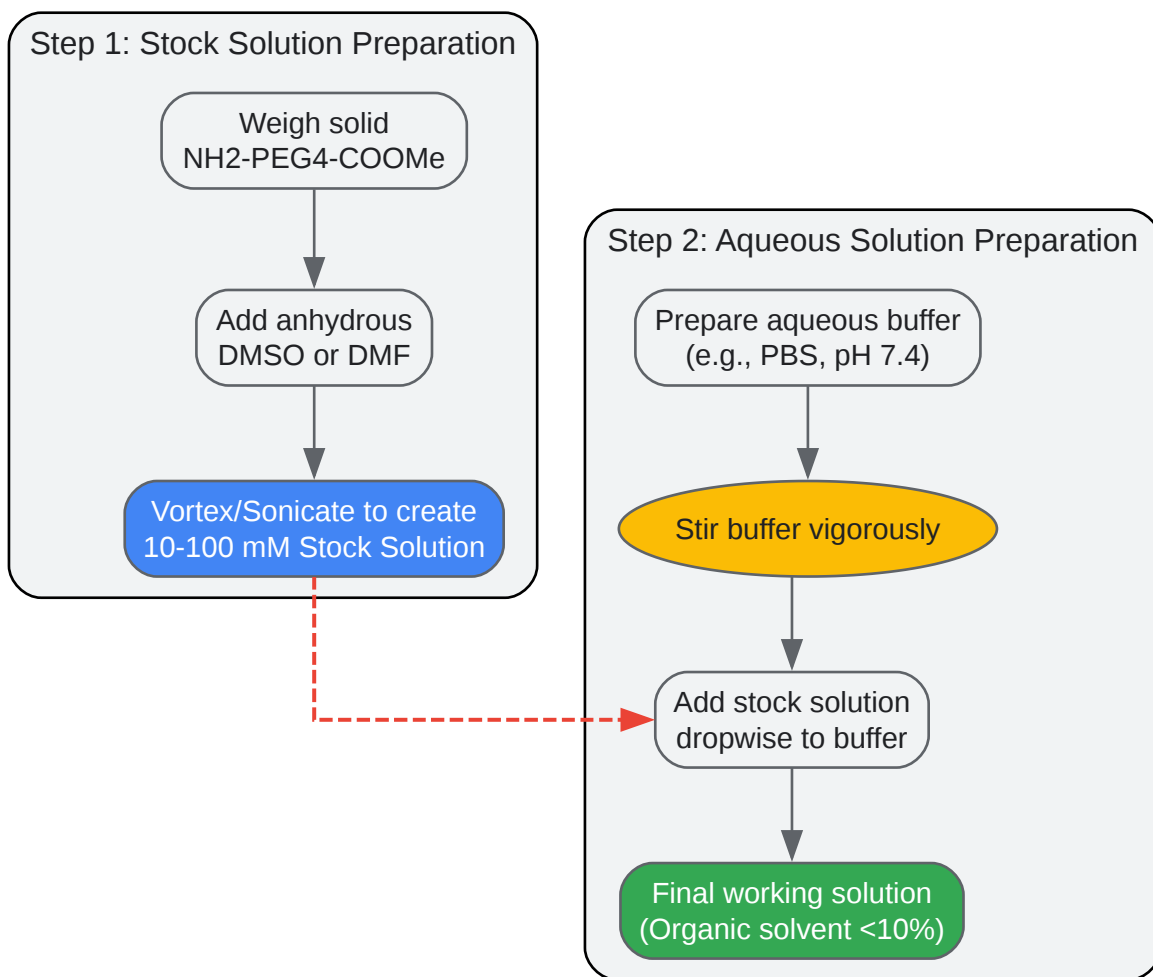 Step 1: Stock Solution Preparation
Weigh solid
NH2-PEG4-COOMe
Add anhydrous
DMSO or DMF
Vortex/Sonicate to create
10-100 mM Stock Solution
Step 2: Aqueous Solution Preparation
Prepare aqueous buffer
(e.g., PBS, pH 7.4)
Stir buffer vigorously
Add stock solution
dropwise to buffer
Final working solution
(Organic solvent <10%)